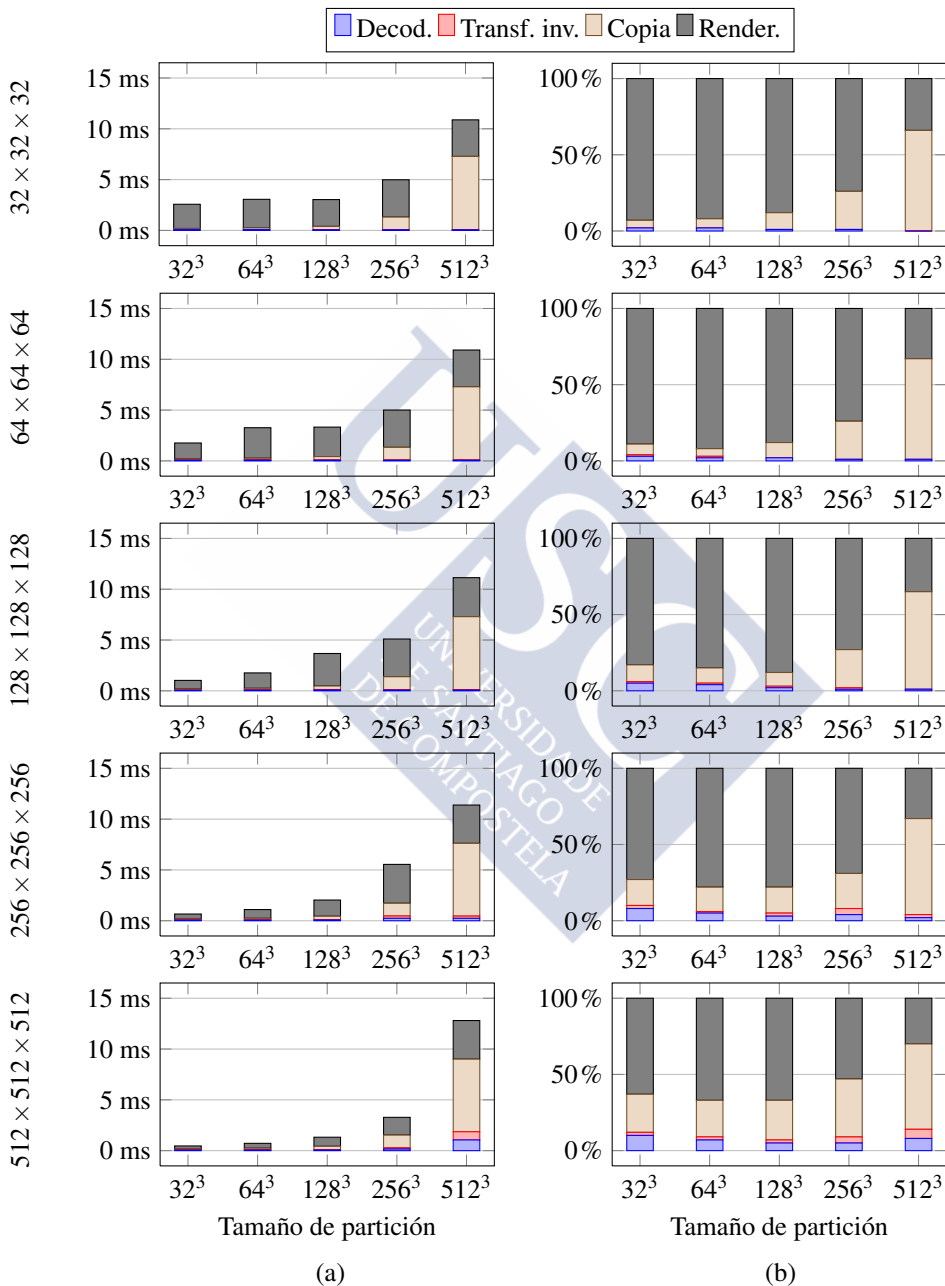 Decod. Transf. inv. Copia Render.
32 × 32 × 32
15 ms
10 ms
5 ms
0 ms
32³ 64³ 128³ 256³ 512³
100 %
50 %
0 %
32³ 64³ 128³ 256³ 512³
64 × 64 × 64
15 ms
10 ms
5 ms
0 ms
32³ 64³ 128³ 256³ 512³
100 %
50 %
0 %
32³ 64³ 128³ 256³ 512³
128 × 128 × 128
15 ms
10 ms
5 ms
0 ms
32³ 64³ 128³ 256³ 512³
100 %
50 %
0 %
32³ 64³ 128³ 256³ 512³
256 × 256 × 256
15 ms
10 ms
5 ms
0 ms
32³ 64³ 128³ 256³ 512³
100 %
50 %
0 %
32³ 64³ 128³ 256³ 512³
512 × 512 × 512
15 ms
10 ms
5 ms
0 ms
32³ 64³ 128³ 256³ 512³
Tamaño de partición
(a)
100 %
50 %
0 %
32³ 64³ 128³ 256³ 512³
Tamaño de partición
(b)
USC
UNIVERSIDADE
DE SANTIAGO
DE COMPOSTELA